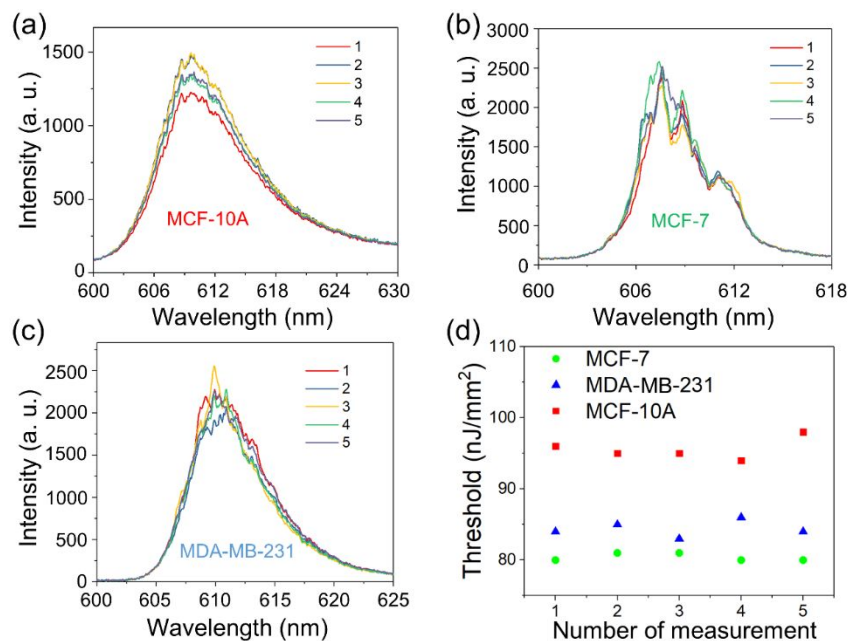 (a)
Intensity (a. u.)
1500
1000
500
0
1
2
3
4
5
MCF-10A
600 606 612 618 624 630
Wavelength (nm)
(b)
Intensity (a. u.)
3000
2500
2000
1500
1000
500
0
1
2
3
4
5
MCF-7
600 606 612 618
Wavelength (nm)
(c)
Intensity (a. u.)
2500
2000
1500
1000
500
0
1
2
3
4
5
MDA-MB-231
600 605 610 615 620 625
Wavelength (nm)
(d)
Threshold (nJ/mm²)
110
100
90
80
MCF-7
MDA-MB-231
MCF-10A
1 2 3 4 5
Number of measurement